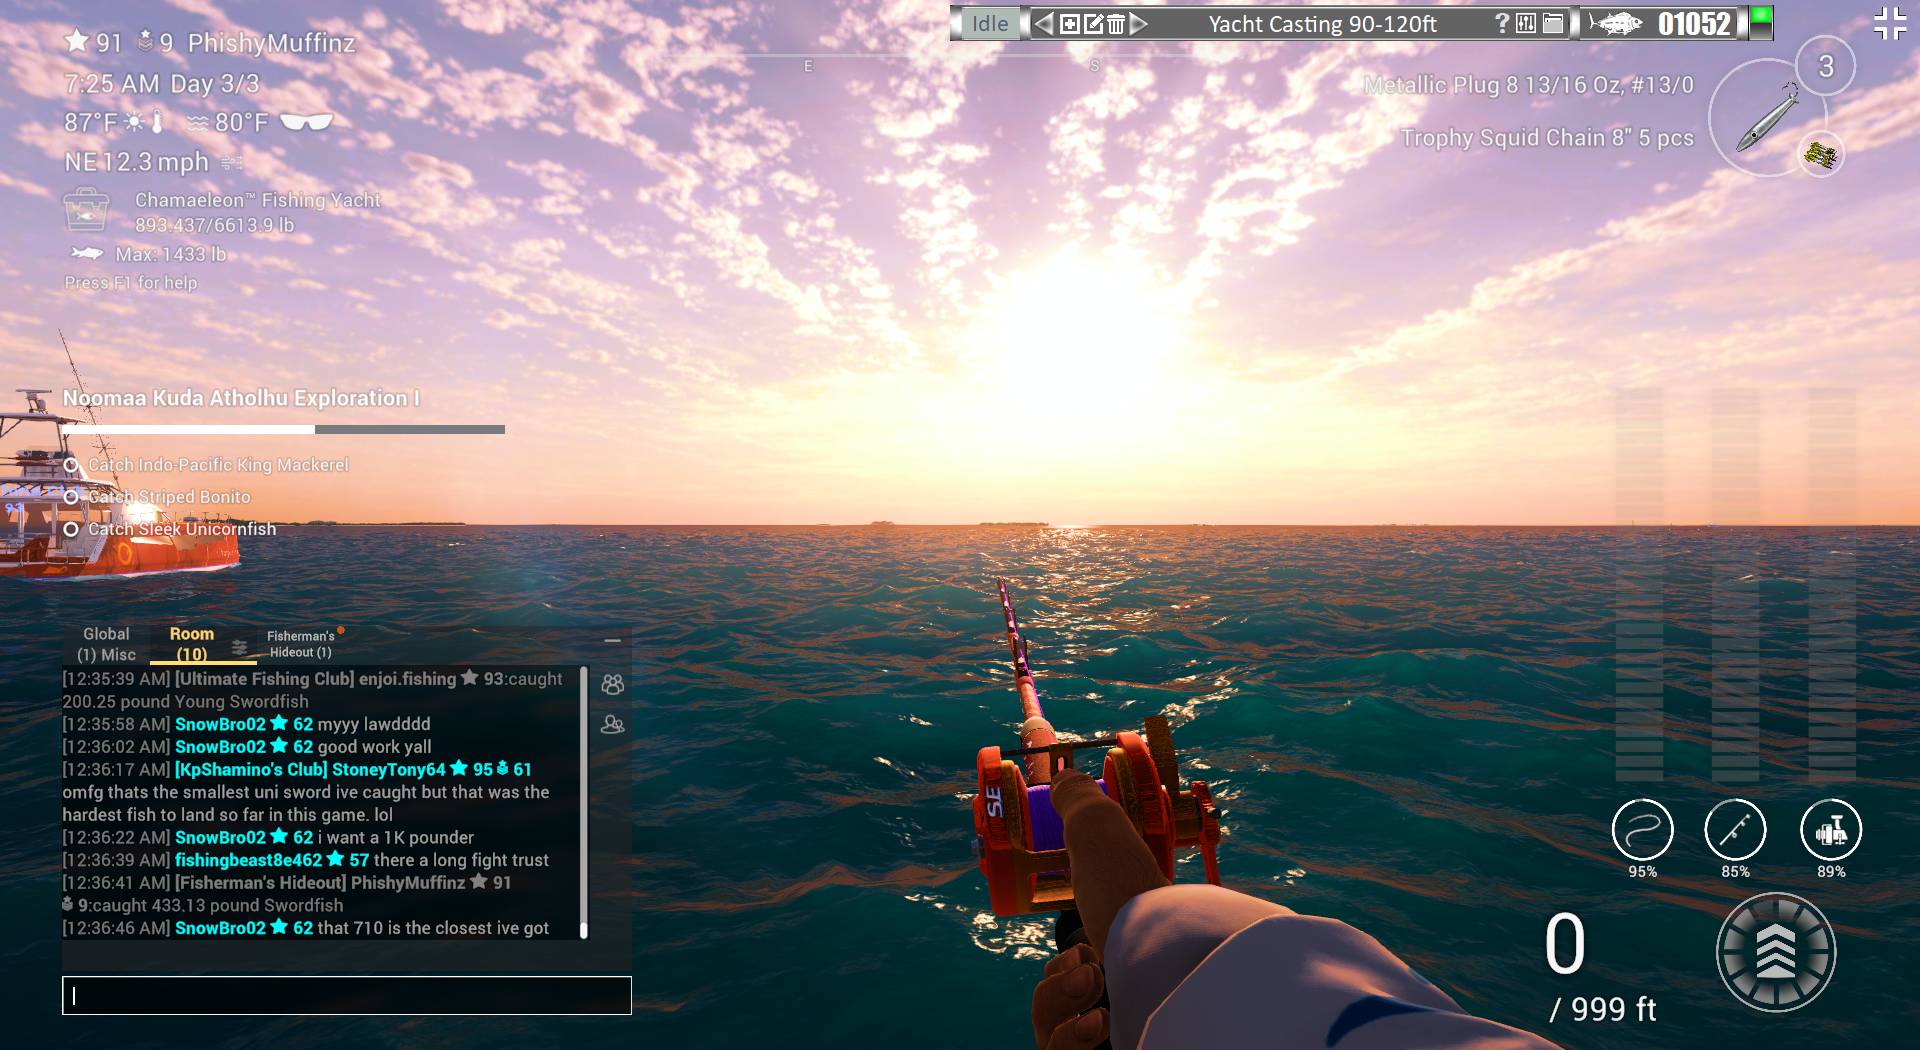 Idle
Yacht Casting 90-120ft
?
01052
91 9 PhishyMuffinz
7:25 AM Day 3/3
87°F 80°F
NE 12.3 mph
Chamaeleon™ Fishing Yacht
893.437/6613.9 lb
Max: 1433 lb
Press F1 for help
E
S
3
Metallic Plug 8 13/16 Oz, #13/0
Trophy Squid Chain 8" 5 pcs
Noomaa Kuda Atholhu Exploration I
Catch Indo-Pacific King Mackerel
Catch Striped Bonito
93
Catch Sleek Unicornfish
Global
(1) Misc
Room
(10)
Fisherman's
Hideout (1)
[12:35:39 AM] [Ultimate Fishing Club] enjoi.fishing 93:caught
200.25 pound Young Swordfish
[12:35:58 AM] SnowBro02 62 myyy lawdddd
[12:36:02 AM] SnowBro02 62 good work yall
[12:36:17 AM] [KpShamino's Club] StoneyTony64 95 61
omfg thats the smallest uni sword ive caught but that was the
hardest fish to land so far in this game. lol
[12:36:22 AM] SnowBro02 62 i want a 1K pounder
[12:36:39 AM] fishingbeast8e462 57 there a long fight trust
[12:36:41 AM] [Fisherman's Hideout] PhishyMuffinz 91
9:caught 433.13 pound Swordfish
[12:36:46 AM] SnowBro02 62 that 710 is the closest ive got
SE
95%
85%
89%
0
/ 999 ft